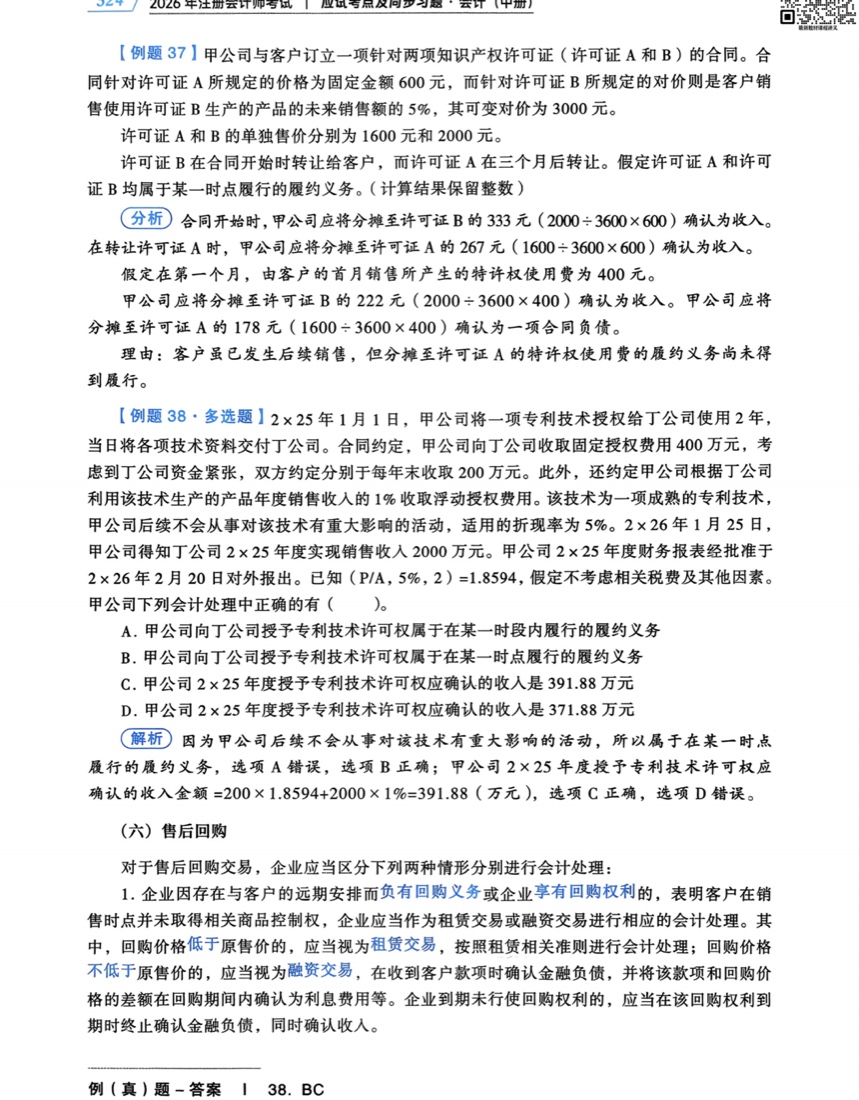 324 2026年注册会计师考试 | 应试考点及同步习题·会计(中册)
【例题37】甲公司与客户订立一项针对两项知识产权许可证(许可证A和B)的合同。合
同针对许可证A所规定的价格为固定金额600元,而针对许可证B所规定的对价则是客户销
售使用许可证B生产的产品的未来销售额的5%,其可变对价为3000元。
许可证A和B的单独售价分别为1600元和2000元。
许可证B在合同开始时转让给客户,而许可证A在三个月后转让。假定许可证A和许可
证B均属于某一时点履行的履约义务。(计算结果保留整数)
分析 合同开始时,甲公司应将分摊至许可证B的333元(2000÷3600×600)确认为收入。
在转让许可证A时,甲公司应将分摊至许可证A的267元(1600÷3600×600)确认为收入。
假定在第一个月,由客户的首月销售所产生的特许权使用费为400元。
甲公司应将分摊至许可证B的222元(2000÷3600×400)确认为收入。甲公司应将
分摊至许可证A的178元(1600÷3600×400)确认为一项合同负债。
理由:客户虽已发生后续销售,但分摊至许可证A的特许权使用费的履约义务尚未得
到履行。
【例题38·多选题】2×25年1月1日,甲公司将一项专利技术授权给丁公司使用2年,
当日将各项技术资料交付丁公司。合同约定,甲公司向丁公司收取固定授权费用400万元,考
虑到丁公司资金紧张,双方约定分别于每年末收取200万元。此外,还约定甲公司根据丁公司
利用该技术生产的产品年度销售收入的1%收取浮动授权费用。该技术为一项成熟的专利技术,
甲公司后续不会从事对该技术有重大影响的活动,适用的折现率为5%。2×26年1月25日,
甲公司得知丁公司2×25年度实现销售收入2000万元。甲公司2×25年度财务报表经批准于
2×26年2月20日对外报出。已知(P/A,5%,2)=1.8594,假定不考虑相关税费及其他因素。
甲公司下列会计处理中正确的有( )。
A. 甲公司向丁公司授予专利技术许可权属于在某一时段内履行的履约义务
B. 甲公司向丁公司授予专利技术许可权属于在某一时点履行的履约义务
C. 甲公司2×25年度授予专利技术许可权应确认的收入是391.88万元
D. 甲公司2×25年度授予专利技术许可权应确认的收入是371.88万元
解析 因为甲公司后续不会从事对该技术有重大影响的活动,所以属于在某一时点
履行的履约义务,选项A错误,选项B正确;甲公司2×25年度授予专利技术许可权应
确认的收入金额=200×1.8594+2000×1%=391.88(万元),选项C正确,选项D错误。
(六)售后回购
对于售后回购交易,企业应当区分下列两种情形分别进行会计处理:
1. 企业因存在与客户的远期安排而负有回购义务或企业享有回购权利的,表明客户在销
售时点并未取得相关商品控制权,企业应当作为租赁交易或融资交易进行相应的会计处理。其
中,回购价格低于原售价的,应当视为租赁交易,按照租赁相关准则进行会计处理;回购价格
不低于原售价的,应当视为融资交易,在收到客户款项时确认金融负债,并将该款项和回购价
格的差额在回购期间内确认为利息费用等。企业到期未行使回购权利的,应当在该回购权利到
期时终止确认金融负债,同时确认收入。
例(真)题-答案 | 38. BC